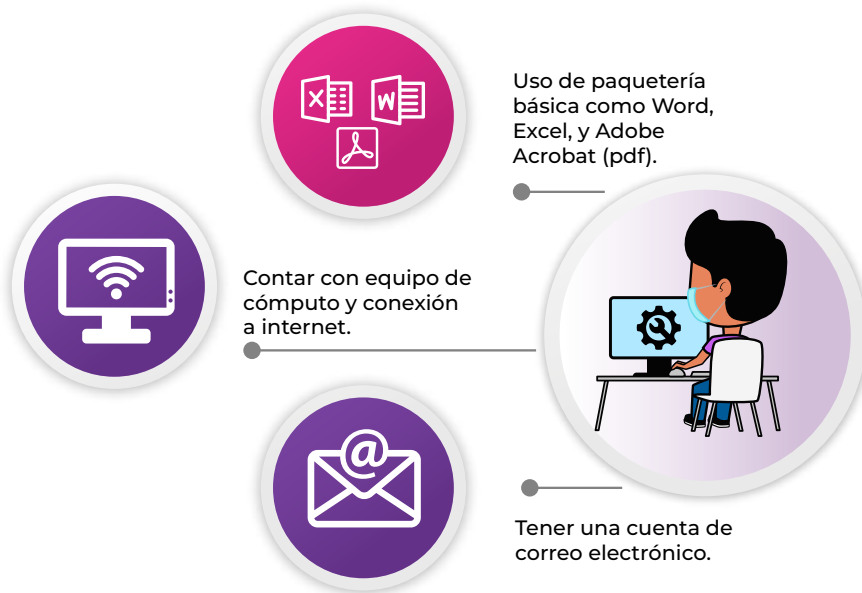 Uso de paquetería
básica como Word,
Excel, y Adobe
Acrobat (pdf).
Contar con equipo de
cómputo y conexión
a internet.
Tener una cuenta de
correo electrónico.